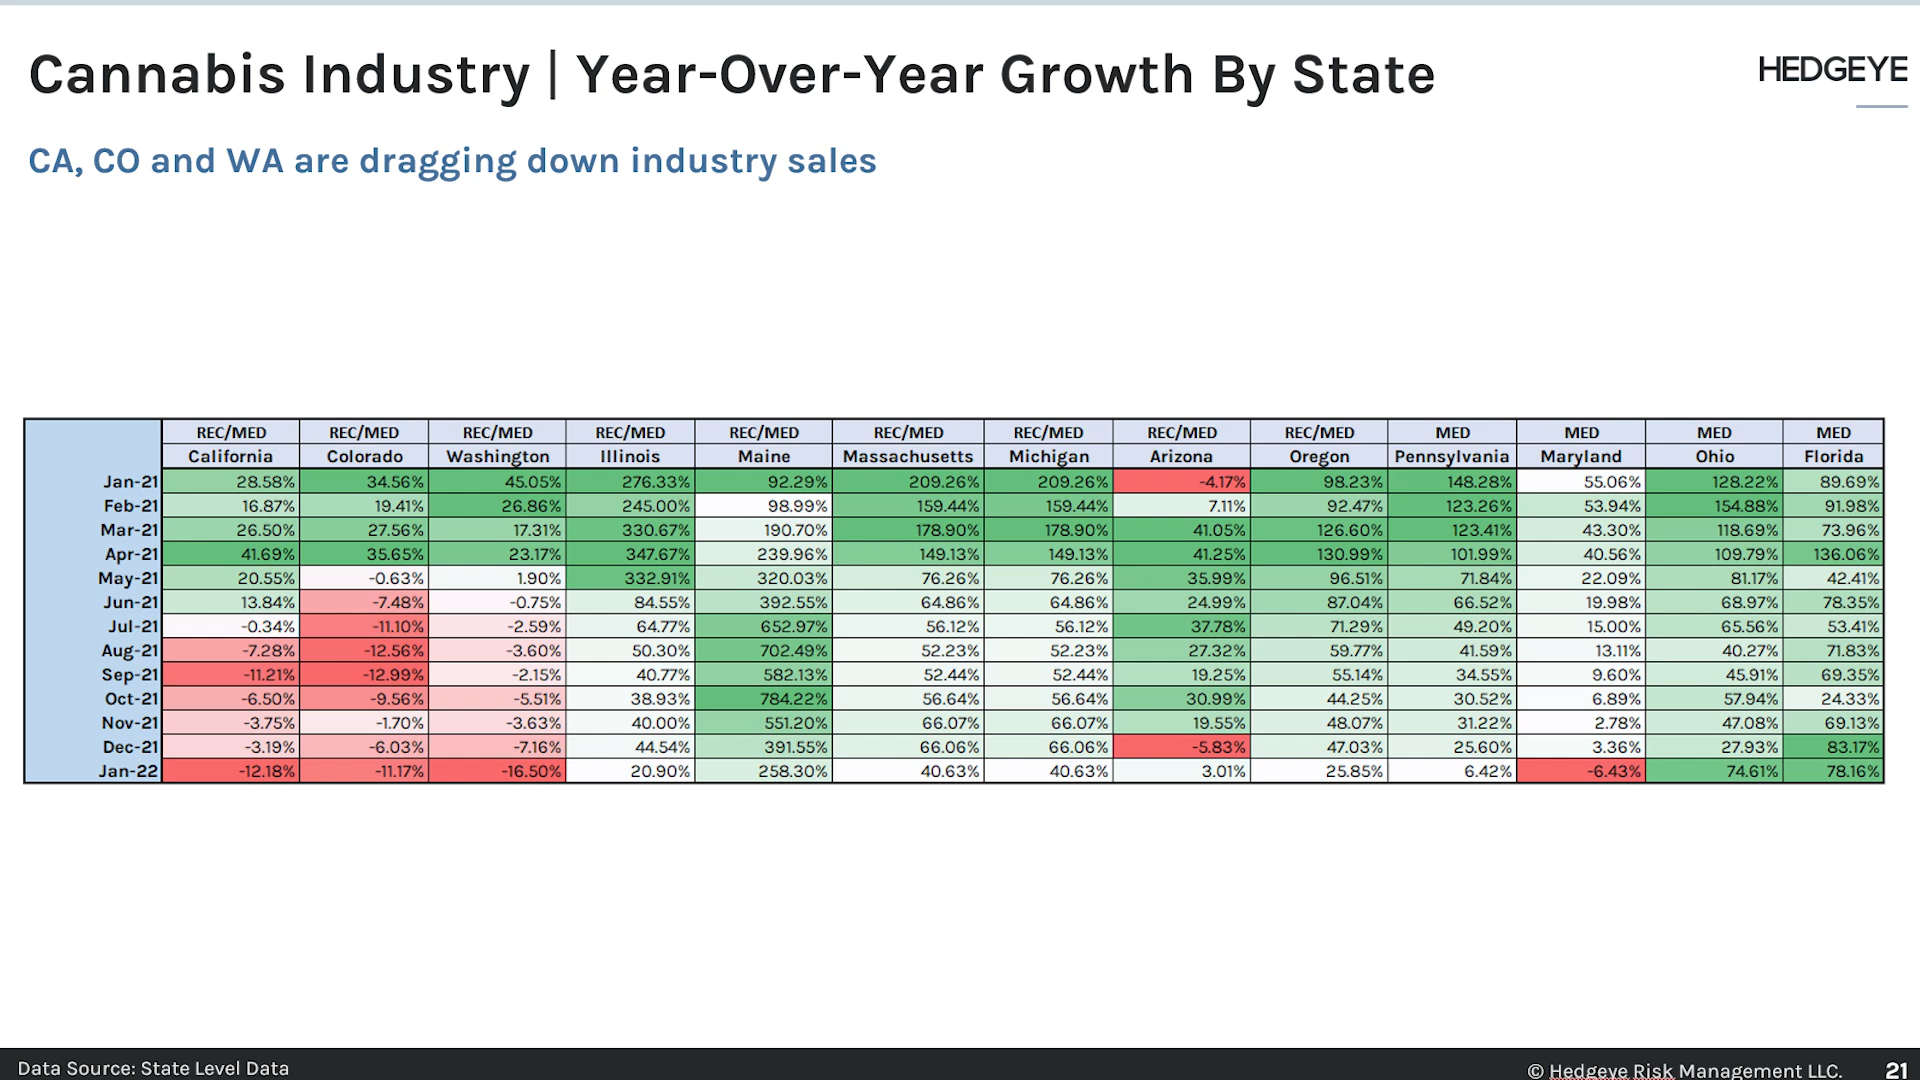 Cannabis Industry | Year-Over-Year Growth By State
HEDGEYE
CA, CO and WA are dragging down industry sales
REC/MED REC/MED REC/MED REC/MED REC/MED REC/MED REC/MED REC/MED REC/MED MED MED MED MED
California Colorado Washington Illinois Maine Massachusetts Michigan Arizona Oregon Pennsylvania Maryland Ohio Florida
Jan-21 28.58% 34.56% 45.05% 276.33% 92.29% 209.26% 209.26% -4.17% 98.23% 148.28% 55.06% 128.22% 89.69%
Feb-21 16.87% 19.41% 26.86% 245.00% 98.99% 159.44% 159.44% 7.11% 92.47% 123.26% 53.94% 154.88% 91.98%
Mar-21 26.50% 27.56% 17.31% 330.67% 190.70% 178.90% 178.90% 41.05% 126.60% 123.41% 43.30% 118.69% 73.96%
Apr-21 41.69% 35.65% 23.17% 347.67% 239.96% 149.13% 149.13% 41.25% 130.99% 101.99% 40.56% 109.79% 136.06%
May-21 20.55% -0.63% 1.90% 332.91% 320.03% 76.26% 76.26% 35.99% 96.51% 71.84% 22.09% 81.17% 42.41%
Jun-21 13.84% -7.48% -0.75% 84.55% 392.55% 64.86% 64.86% 24.99% 87.04% 66.52% 19.98% 68.97% 78.35%
Jul-21 -0.34% -11.10% -2.59% 64.77% 652.97% 56.12% 56.12% 37.78% 71.29% 49.20% 15.00% 65.56% 53.41%
Aug-21 -7.28% -12.56% -3.60% 50.30% 702.49% 52.23% 52.23% 27.32% 59.77% 41.59% 13.11% 40.27% 71.83%
Sep-21 -11.21% -12.99% -2.15% 40.77% 582.13% 52.44% 52.44% 19.25% 55.14% 34.55% 9.60% 45.91% 69.35%
Oct-21 -6.50% -9.56% -5.51% 38.93% 784.22% 56.64% 56.64% 30.99% 44.25% 30.52% 6.89% 57.94% 24.33%
Nov-21 -3.75% -1.70% -3.63% 40.00% 551.20% 66.07% 66.07% 19.55% 48.07% 31.22% 2.78% 47.08% 69.13%
Dec-21 -3.19% -6.03% -7.16% 44.54% 391.55% 66.06% 66.06% -5.83% 47.03% 25.60% 3.36% 27.93% 83.17%
Jan-22 -12.18% -11.17% -16.50% 20.90% 258.30% 40.63% 40.63% 3.01% 25.85% 6.42% -6.43% 74.61% 78.16%
Data Source: State Level Data
© Hedgeye Risk Management LLC. 21